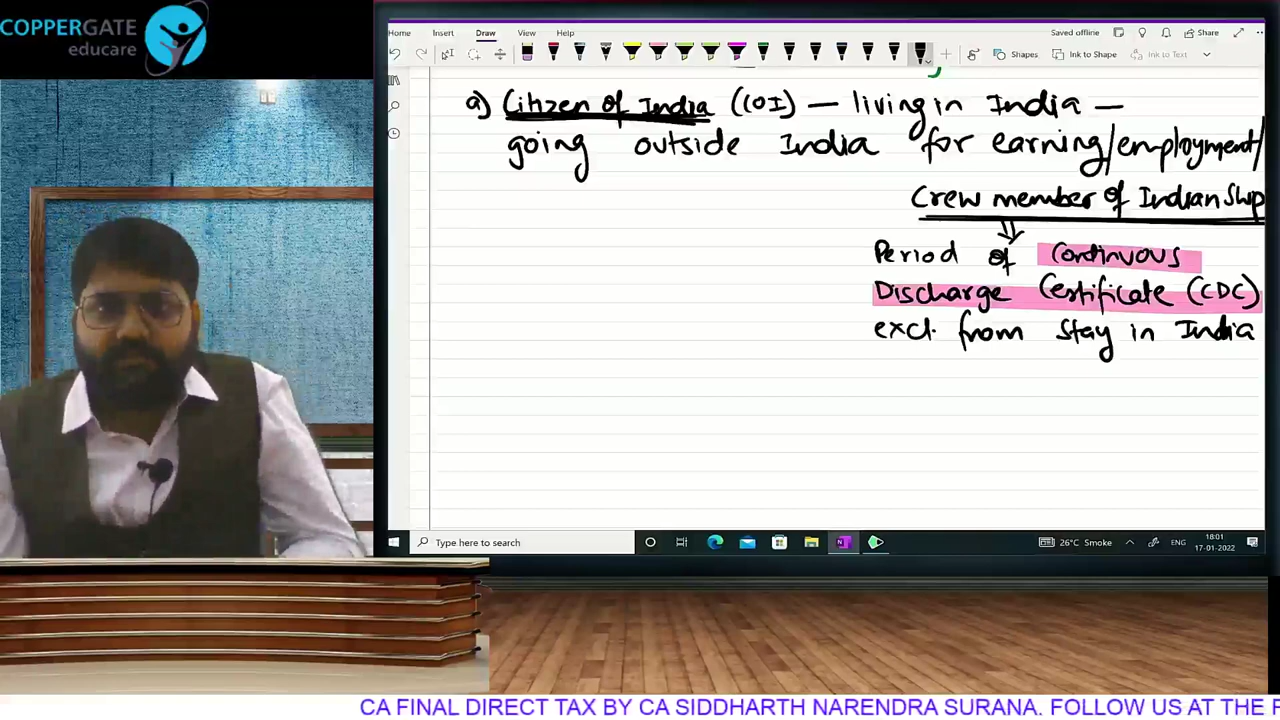 COPPERGATE
educare
Home Insert Draw View Help
Saved offline
Share
Shapes
Ink to Shape
Ink to Text
a) Citizen of India (COI) — living in India —
going outside India for earning/employment/
Crew member of Indian Ship
Period of Continuous
Discharge Certificate (CDC)
excl. from stay in India
Type here to search
26°C Smoke
ENG
18:01
17-01-2022
CA FINAL DIRECT TAX BY CA SIDDHARTH NARENDRA SURANA. FOLLOW US AT THE F